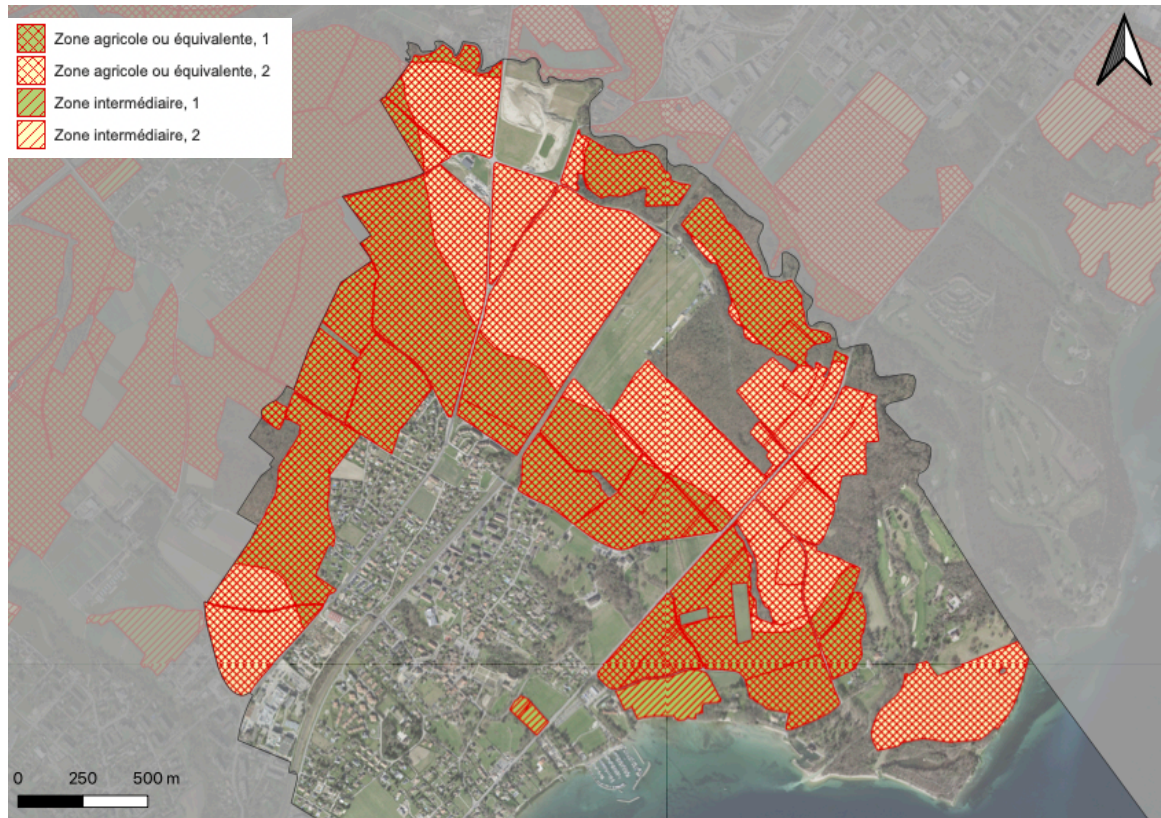 Zone agricole ou équivalente, 1
Zone agricole ou équivalente, 2
Zone intermédiaire, 1
Zone intermédiaire, 2
0 250 500 m